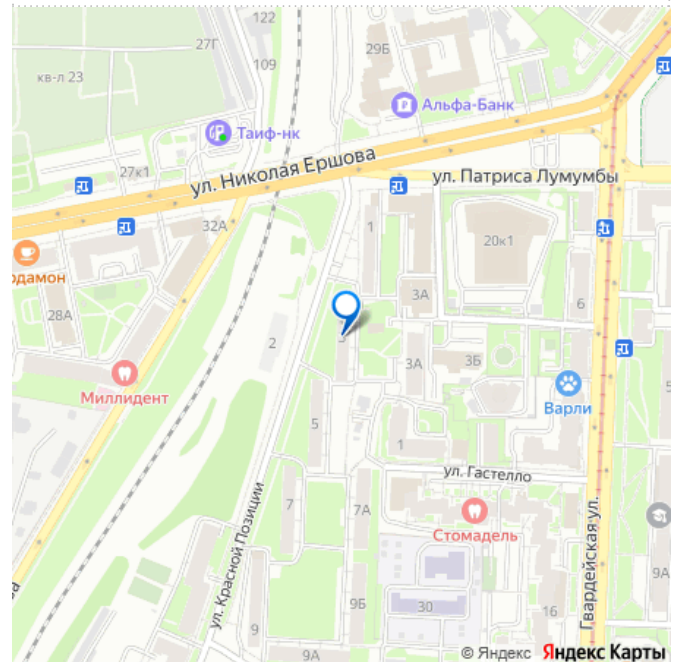 122
27Г
кв-л 23
109
29Б
Альфа-Банк
Таиф-нк
ул. Николая Ершова
27к1
ул. Патриса Лумумбы
32А
1
20к1
рдамон
28А
3А
6
2
3
3А
3Б
Миллидент
Варли
5
5
1
ул. Гастелло
7
7А
Стомадель
ул. Красной Позиции
Гвардейская ул.
9А
9Б
30
16
9
9А
© Яндекс Яндекс Карты